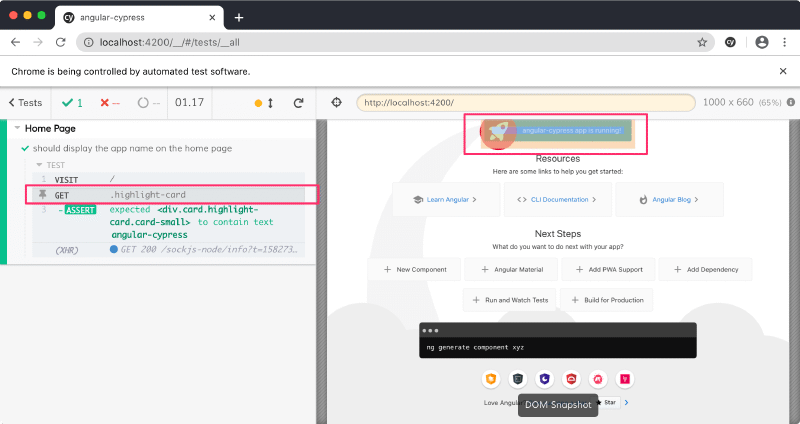 angular-cypress
localhost:4200/__/#/tests/__all
Chrome is being controlled by automated test software.
Tests
1
--
--
01.17
http://localhost:4200/
1000 x 660 (65%)
Home Page
should display the app name on the home page
TEST
1 VISIT /
GET .highlight-card
3 -ASSERT expected <div.card.highlight-
card.card-small> to contain text
angular-cypress
(XHR) GET 200 /sockjs-node/info?t=158273…
angular-cypress app is running!
Resources
Here are some links to help you get started:
Learn Angular
CLI Documentation
Angular Blog
Next Steps
What do you want to do next with your app?
New Component
Angular Material
Add PWA Support
Add Dependency
Run and Watch Tests
Build for Production
ng generate component xyz
Love Angular
Star
DOM Snapshot